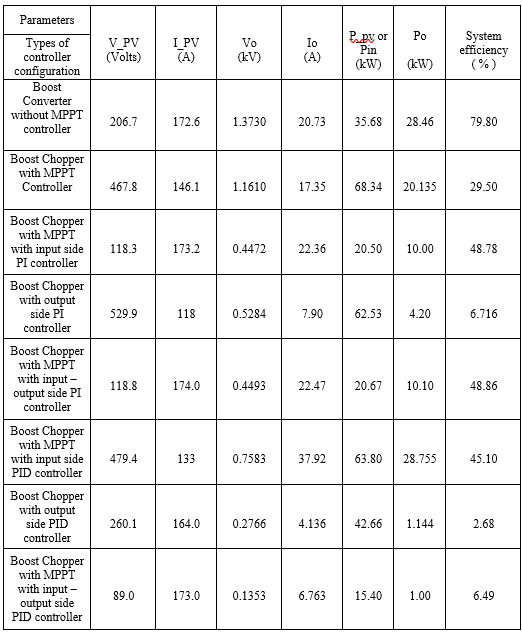 Parameters
Types of
controller
configuration
V_PV
(Volts)
I_PV
(A)
Vo
(kV)
Io
(A)
P_pv or
Pin
(kW)
Po
(kW)
System
efficiency
( % )
Boost
Converter
without MPPT
controller
206.7
172.6
1.3730
20.73
35.68
28.46
79.80
Boost Chopper
with MPPT
Controller
467.8
146.1
1.1610
17.35
68.34
20.135
29.50
Boost Chopper
with MPPT
with input side
PI controller
118.3
173.2
0.4472
22.36
20.50
10.00
48.78
Boost Chopper
with output
side PI
controller
529.9
118
0.5284
7.90
62.53
4.20
6.716
Boost Chopper
with MPPT
with input –
output side PI
controller
118.8
174.0
0.4493
22.47
20.67
10.10
48.86
Boost Chopper
with MPPT
with input side
PID controller
479.4
133
0.7583
37.92
63.80
28.755
45.10
Boost Chopper
with output
side PID
controller
260.1
164.0
0.2766
4.136
42.66
1.144
2.68
Boost Chopper
with MPPT
with input –
output side
PID controller
89.0
173.0
0.1353
6.763
15.40
1.00
6.49